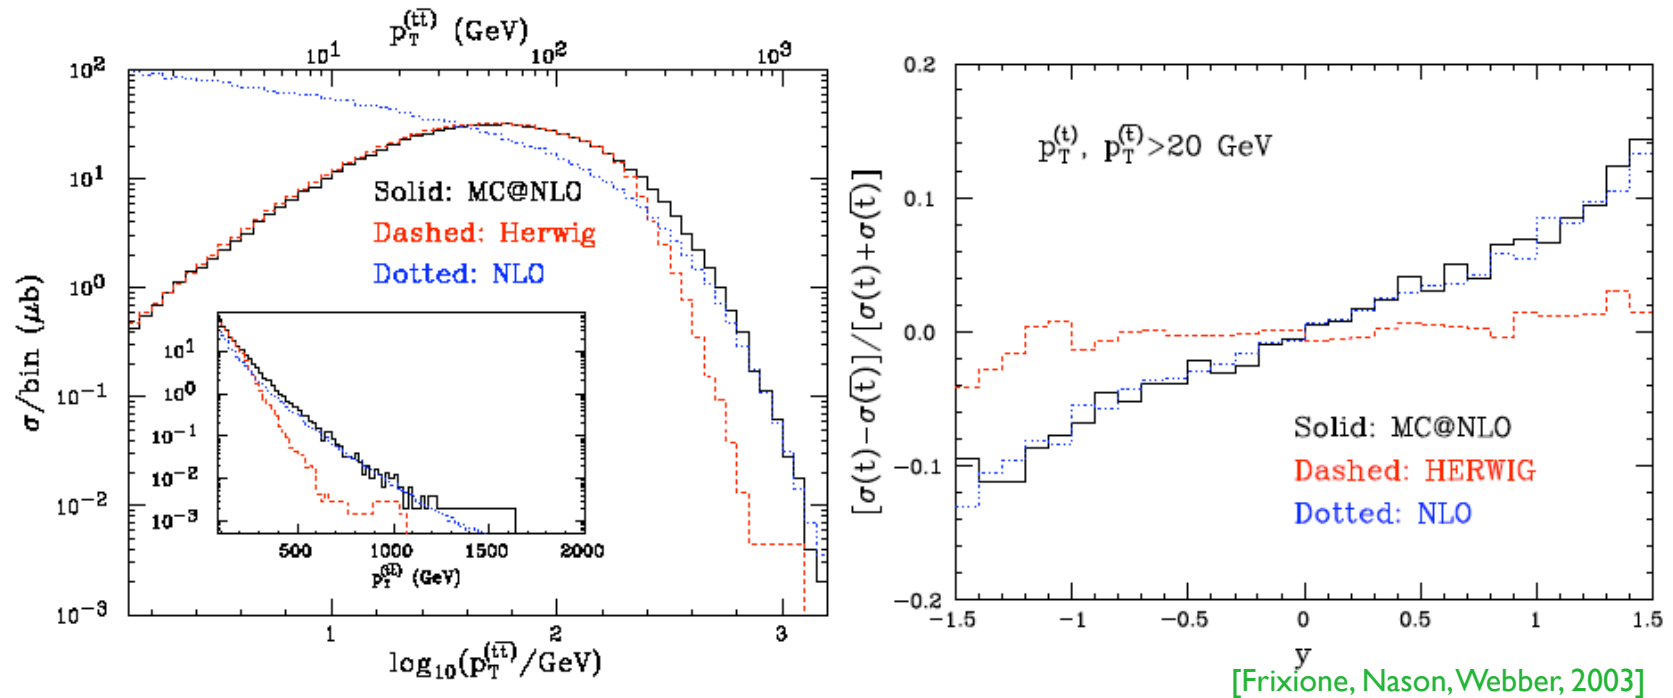 p_T^(tt̅) (GeV)
10^1 10^2 10^3
10^2
10^1
10^0
10^-1
10^-2
10^-3
σ/bin (μb)
Solid: MC@NLO
Dashed: Herwig
Dotted: NLO
10^1
10^0
10^-1
10^-2
10^-3
500 1000 1500 2000
p_T^(tt̅) (GeV)
1 2 3
log_10(p_T^(tt̅)/GeV)
[σ(t)-σ(t̅)]/[σ(t)+σ(t̅)]
0.2
0.1
0.0
-0.1
-0.2
p_T^(t), p_T^(t̅)>20 GeV
Solid: MC@NLO
Dashed: HERWIG
Dotted: NLO
-1.5 -1 -0.5 0 0.5 1 1.5
y
[Frixione, Nason, Webber, 2003]